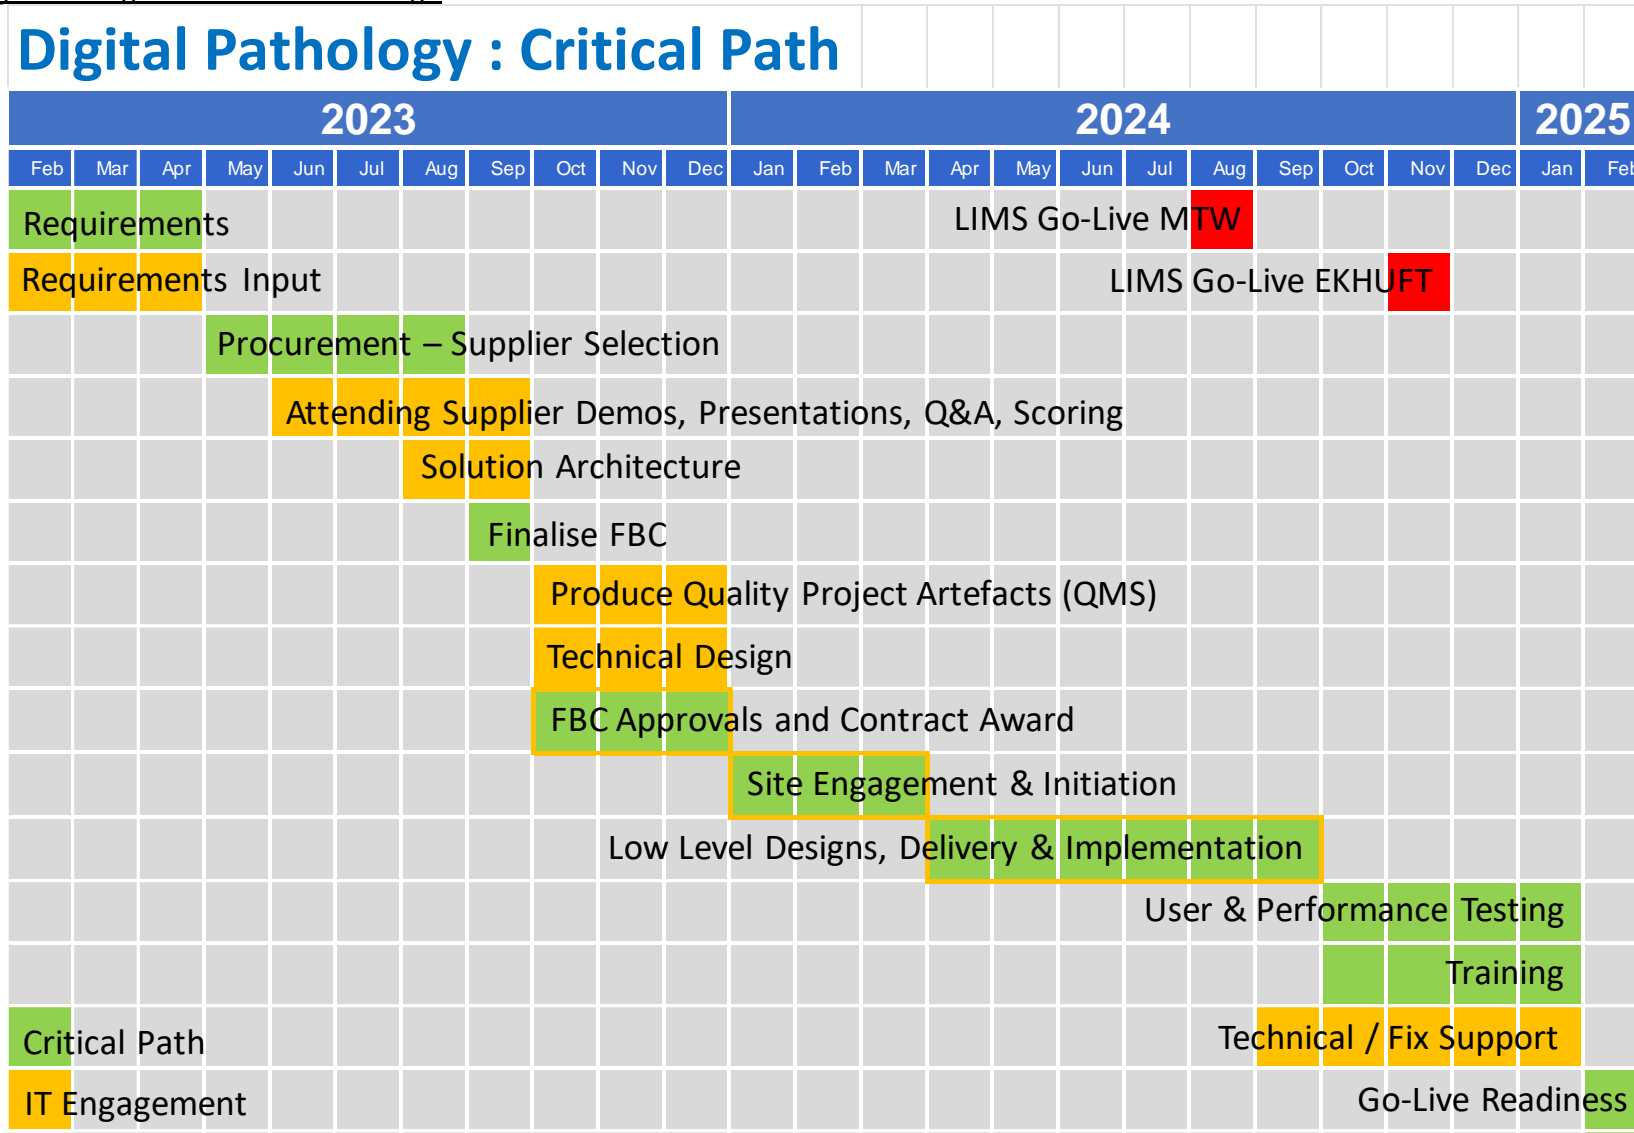 Digital Pathology : Critical Path
2023 2024 2025
Feb Mar Apr May Jun Jul Aug Sep Oct Nov Dec Jan Feb Mar Apr May Jun Jul Aug Sep Oct Nov Dec Jan Feb
Requirements LIMS Go-Live MTW
Requirements Input LIMS Go-Live EKHUFT
Procurement – Supplier Selection
Attending Supplier Demos, Presentations, Q&A, Scoring
Solution Architecture
Finalise FBC
Produce Quality Project Artefacts (QMS)
Technical Design
FBC Approvals and Contract Award
Site Engagement & Initiation
Low Level Designs, Delivery & Implementation
User & Performance Testing
Training
Critical Path Technical / Fix Support
IT Engagement Go-Live Readiness